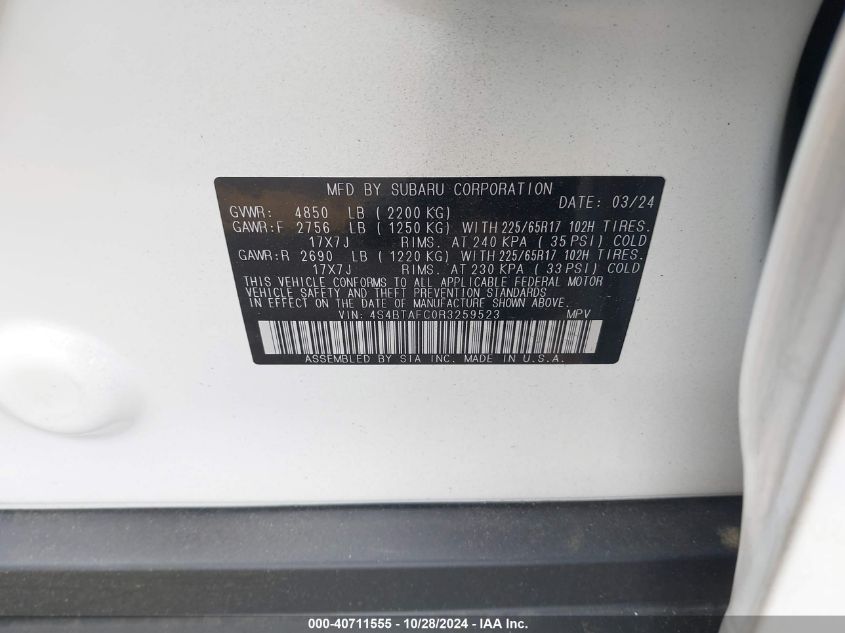 MFD BY SUBARU CORPORATION DATE: 03/24
GVWR: 4850 LB ( 2200 KG)
GAWR:F 2756 LB ( 1250 KG) WITH 225/65R17 102H TIRES.
17X7J RIMS. AT 240 KPA ( 35 PSI) COLD
GAWR:R 2690 LB ( 1220 KG) WITH 225/65R17 102H TIRES.
17X7J RIMS. AT 230 KPA ( 33 PSI) COLD
THIS VEHICLE CONFORMS TO ALL APPLICABLE FEDERAL MOTOR
VEHICLE SAFETY AND THEFT PREVENTION STANDARDS
IN EFFECT ON THE DATE OF MANUFACTURE SHOWN ABOVE.
VIN: 4S4BTAFC0R3259523 MPV
ASSEMBLED BY SIA INC. MADE IN U.S.A.
000-40711555 - 10/28/2024 - IAA Inc.